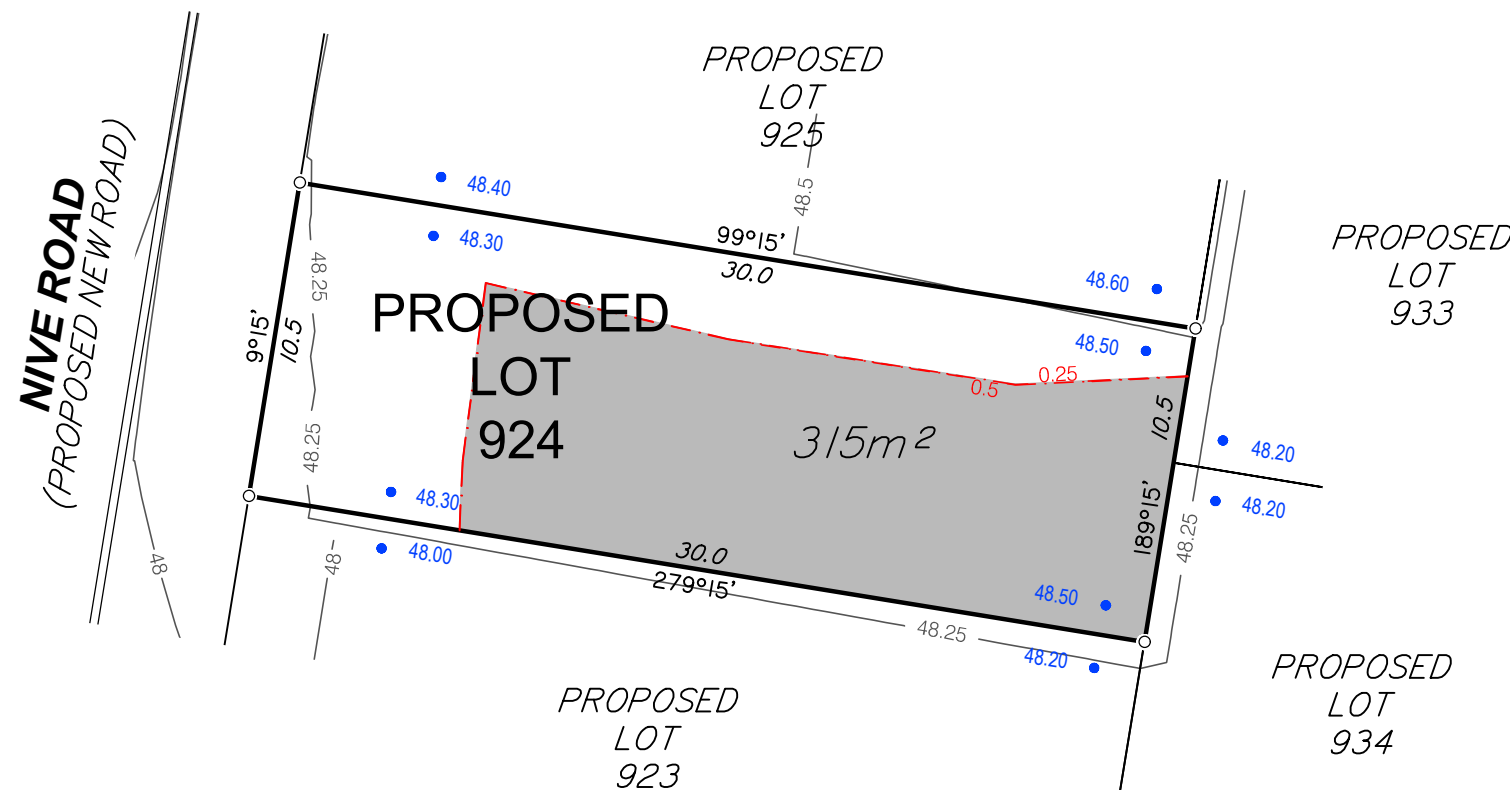 PROPOSED
LOT
925
48.5
NIVE ROAD
(PROPOSED NEW ROAD)
48.40
48.30
99°15'
30.0
48.60
48.50
PROPOSED
LOT
933
48.25
9°15'
10.5
PROPOSED
LOT
924
0.5
0.25
315m²
10.5
48.20
48.20
189°15'
48.25
48.25
48.30
48.00
48
48
30.0
279°15'
48.50
48.25
48.20
PROPOSED
LOT
923
PROPOSED
LOT
934